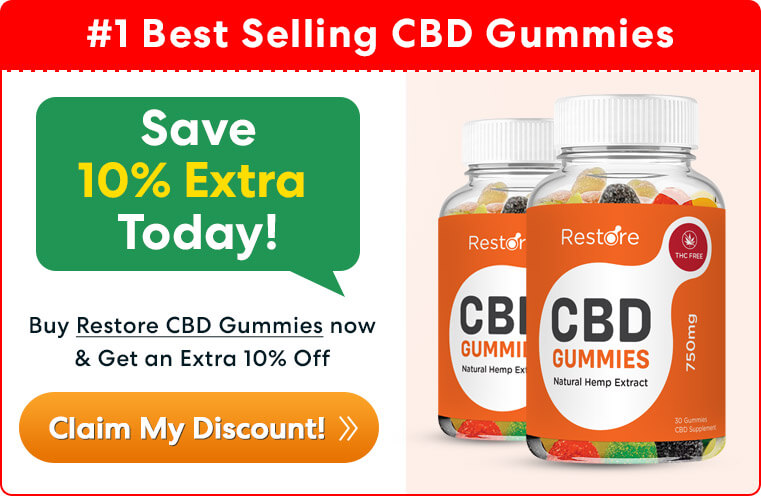 #1 Best Selling CBD Gummies
Save
10% Extra
Today!
Buy Restore CBD Gummies now
& Get an Extra 10% Off
Claim My Discount! »
Restore
CBD
GUMMIES
Natural Hemp Extract
THC FREE
750mg
30 Gummies
CBD Supplement
Restore
CBD
GUMMI
Natural Hemp Ext